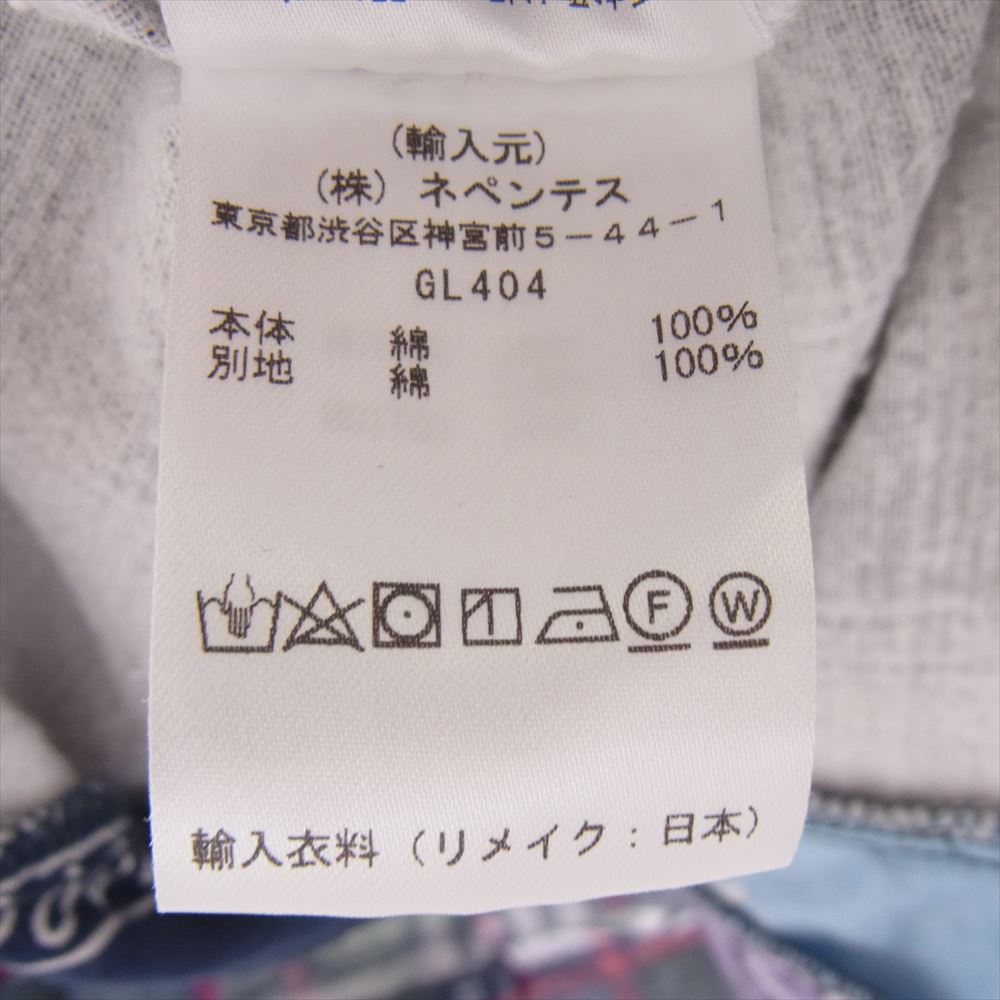 (輸入元)
(株) ネペンテス
東京都渋谷区神宮前5-44-1
GL404
本体 綿 100%
別地 綿 100%
F W
輸入衣料 (リメイク:日本)